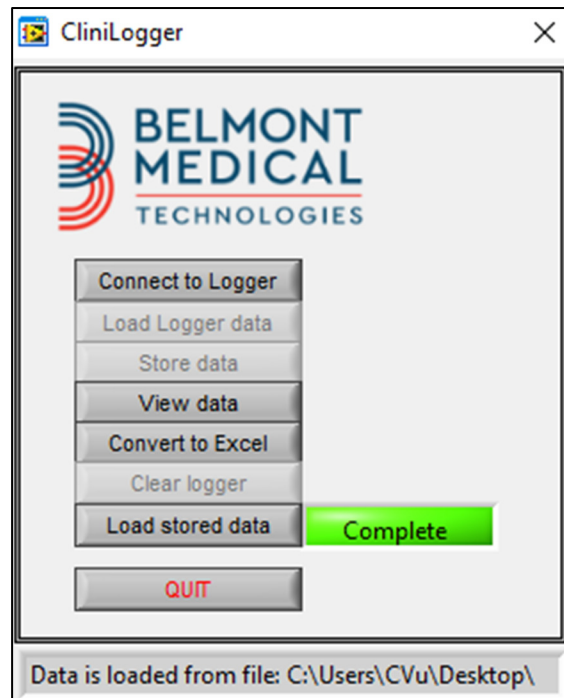 CliniLogger
BELMONT
MEDICAL
TECHNOLOGIES
Connect to Logger
Load Logger data
Store data
View data
Convert to Excel
Clear logger
Load stored data
Complete
QUIT
Data is loaded from file: C:\Users\CVu\Desktop\